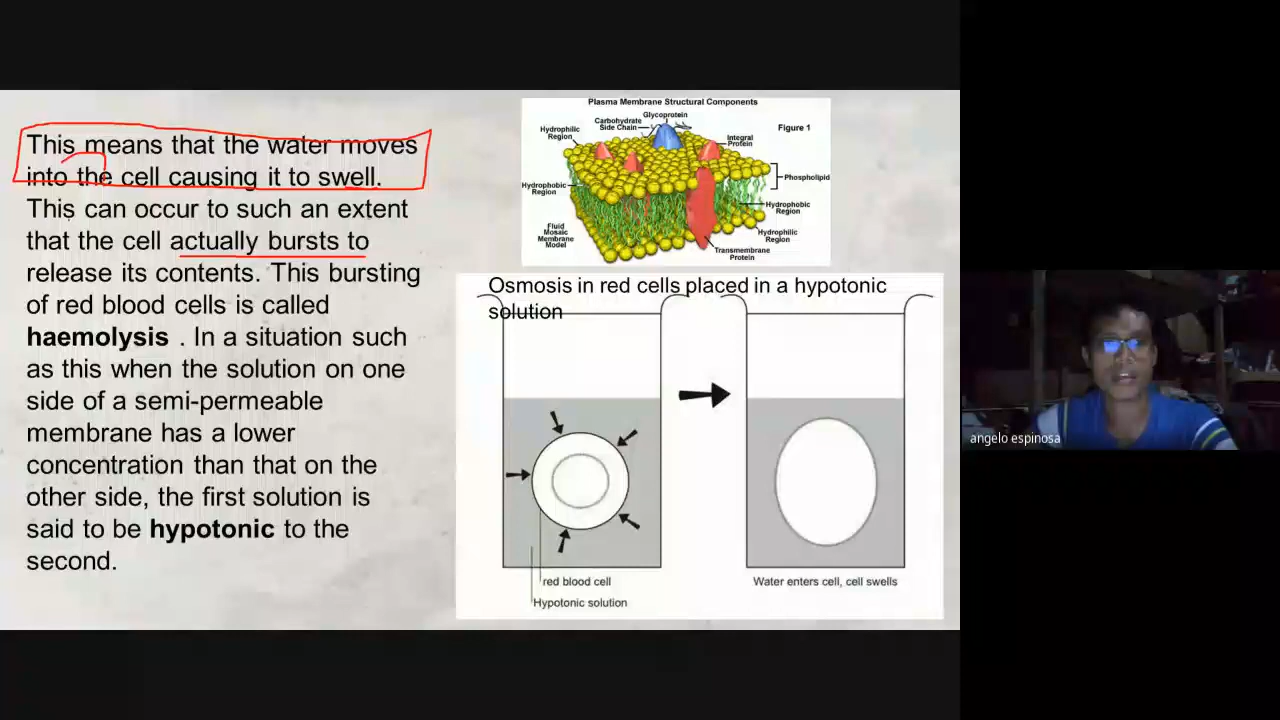 This means that the water moves
into the cell causing it to swell.
This can occur to such an extent
that the cell actually bursts to
release its contents. This bursting
of red blood cells is called
haemolysis . In a situation such
as this when the solution on one
side of a semi-permeable
membrane has a lower
concentration than that on the
other side, the first solution is
said to be hypotonic to the
second.
Plasma Membrane Structural Components
Glycoprotein
Carbohydrate
Side Chain
Hydrophilic
Region
Figure 1
Integral
Protein
Phospholipid
Hydrophobic
Region
Hydrophobic
Region
Hydrophilic
Region
Fluid
Mosaic
Membrane
Model
Transmembrane
Protein
Osmosis in red cells placed in a hypotonic
solution
red blood cell
Hypotonic solution
Water enters cell, cell swells
angelo espinosa